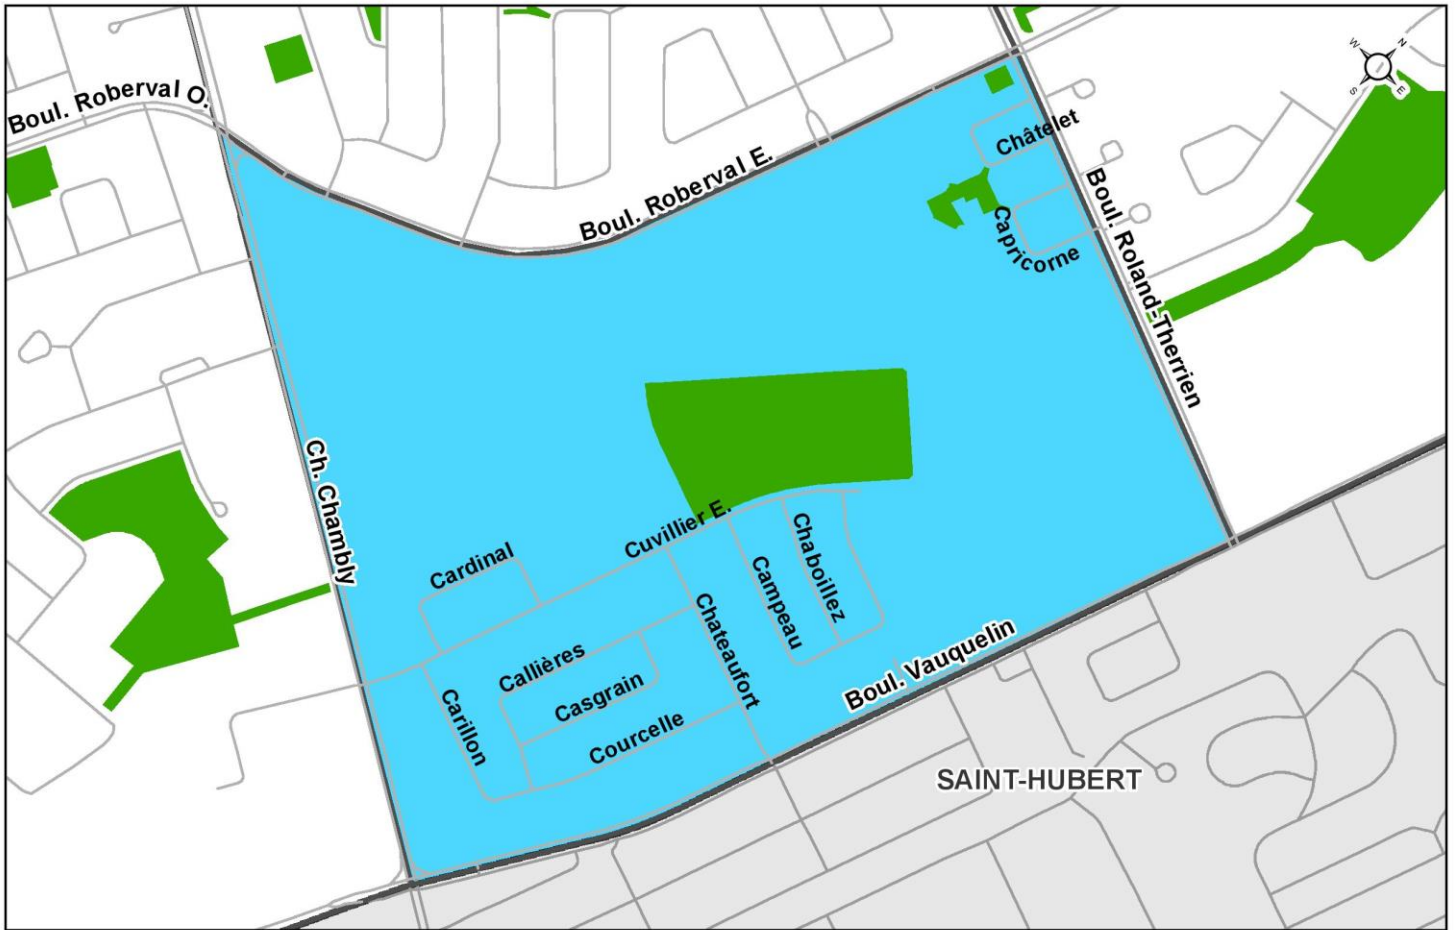 W N
S E
Boul. Roberval O.
Châtelet
Boul. Roberval E.
Boul. Roland-Therrien
Capricorne
Ch. Chambly
Cuvillier E.
Chaboillez
Cardinal
Campeau
Chateaufort
Callières
Casgrain
Carillon
Courcelle
Boul. Vauquelin
SAINT-HUBERT